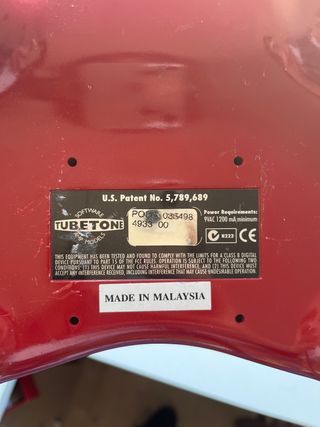 U.S. Patent No. 5,789,689
SOFTWARE
TUBETONE
MODELS
035498
4933 00
Power Requirements:
9VAC 1200 mA minimum
N222
CE
THIS EQUIPMENT HAS BEEN TESTED AND FOUND TO COMPLY WITH THE LIMITS FOR A CLASS B DIGITAL
DEVICE PURSUANT TO PART 15 OF THE FCC RULES. OPERATION IS SUBJECT TO THE FOLLOWING TWO
CONDITIONS: (1) THIS DEVICE MAY NOT CAUSE HARMFUL INTERFERENCE, AND (2) THIS DEVICE MUST
ACCEPT ANY INTERFERENCE RECEIVED, INCLUDING INTERFERENCE THAT MAY CAUSE UNDESIRABLE OPERATION.
MADE IN MALAYSIA